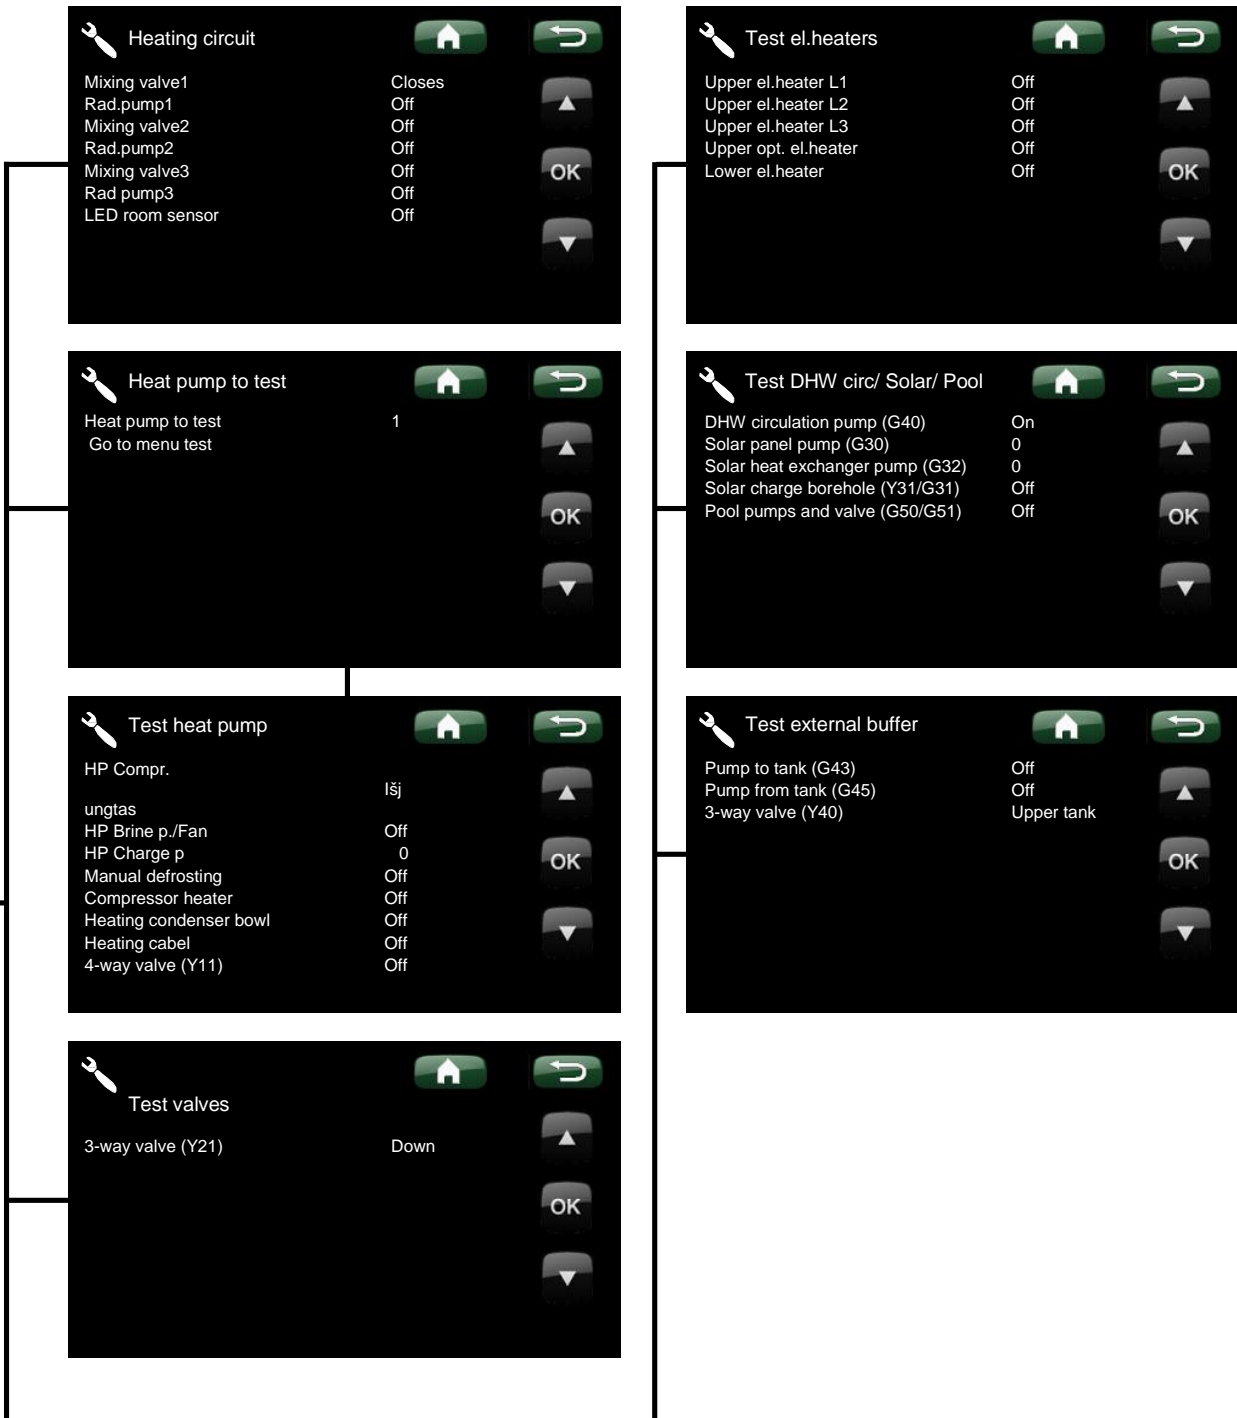 Heating circuit
Mixing valve1 Closes
Rad.pump1 Off
Mixing valve2 Off
Rad.pump2 Off
Mixing valve3 Off
Rad pump3 Off
LED room sensor Off
OK
Heat pump to test
Heat pump to test 1
Go to menu test
OK
Test heat pump
HP Compr.
Išj
ungtas
HP Brine p./Fan Off
HP Charge p 0
Manual defrosting Off
Compressor heater Off
Heating condenser bowl Off
Heating cabel Off
4-way valve (Y11) Off
OK
Test valves
3-way valve (Y21) Down
OK
Test el.heaters
Upper el.heater L1 Off
Upper el.heater L2 Off
Upper el.heater L3 Off
Upper opt. el.heater Off
Lower el.heater Off
OK
Test DHW circ/ Solar/ Pool
DHW circulation pump (G40) On
Solar panel pump (G30) 0
Solar heat exchanger pump (G32) 0
Solar charge borehole (Y31/G31) Off
Pool pumps and valve (G50/G51) Off
OK
Test external buffer
Pump to tank (G43) Off
Pump from tank (G45) Off
3-way valve (Y40) Upper tank
OK